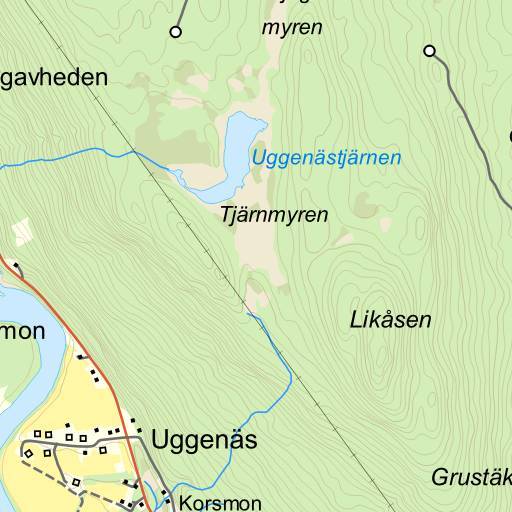 myren
gavheden
Uggenästjärnen
Tjärnmyren
Likåsen
mon
Uggenäs
Grustäk
Korsmon